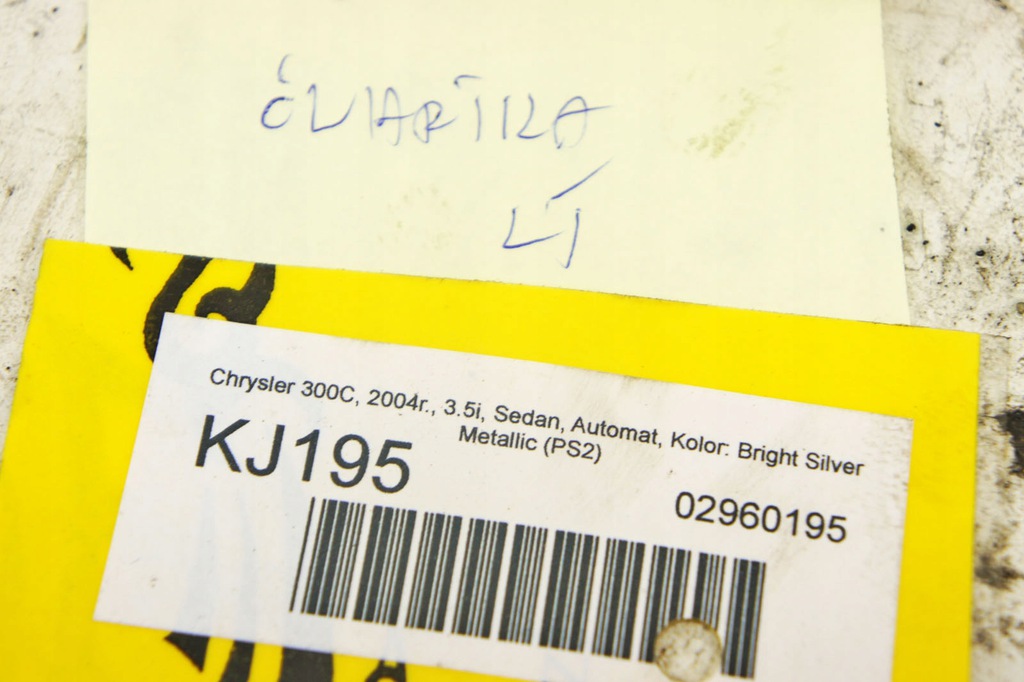 ĆWIARTKA
LT
Chrysler 300C, 2004r., 3.5i, Sedan, Automat, Kolor: Bright Silver
Metallic (PS2)
KJ195
02960195